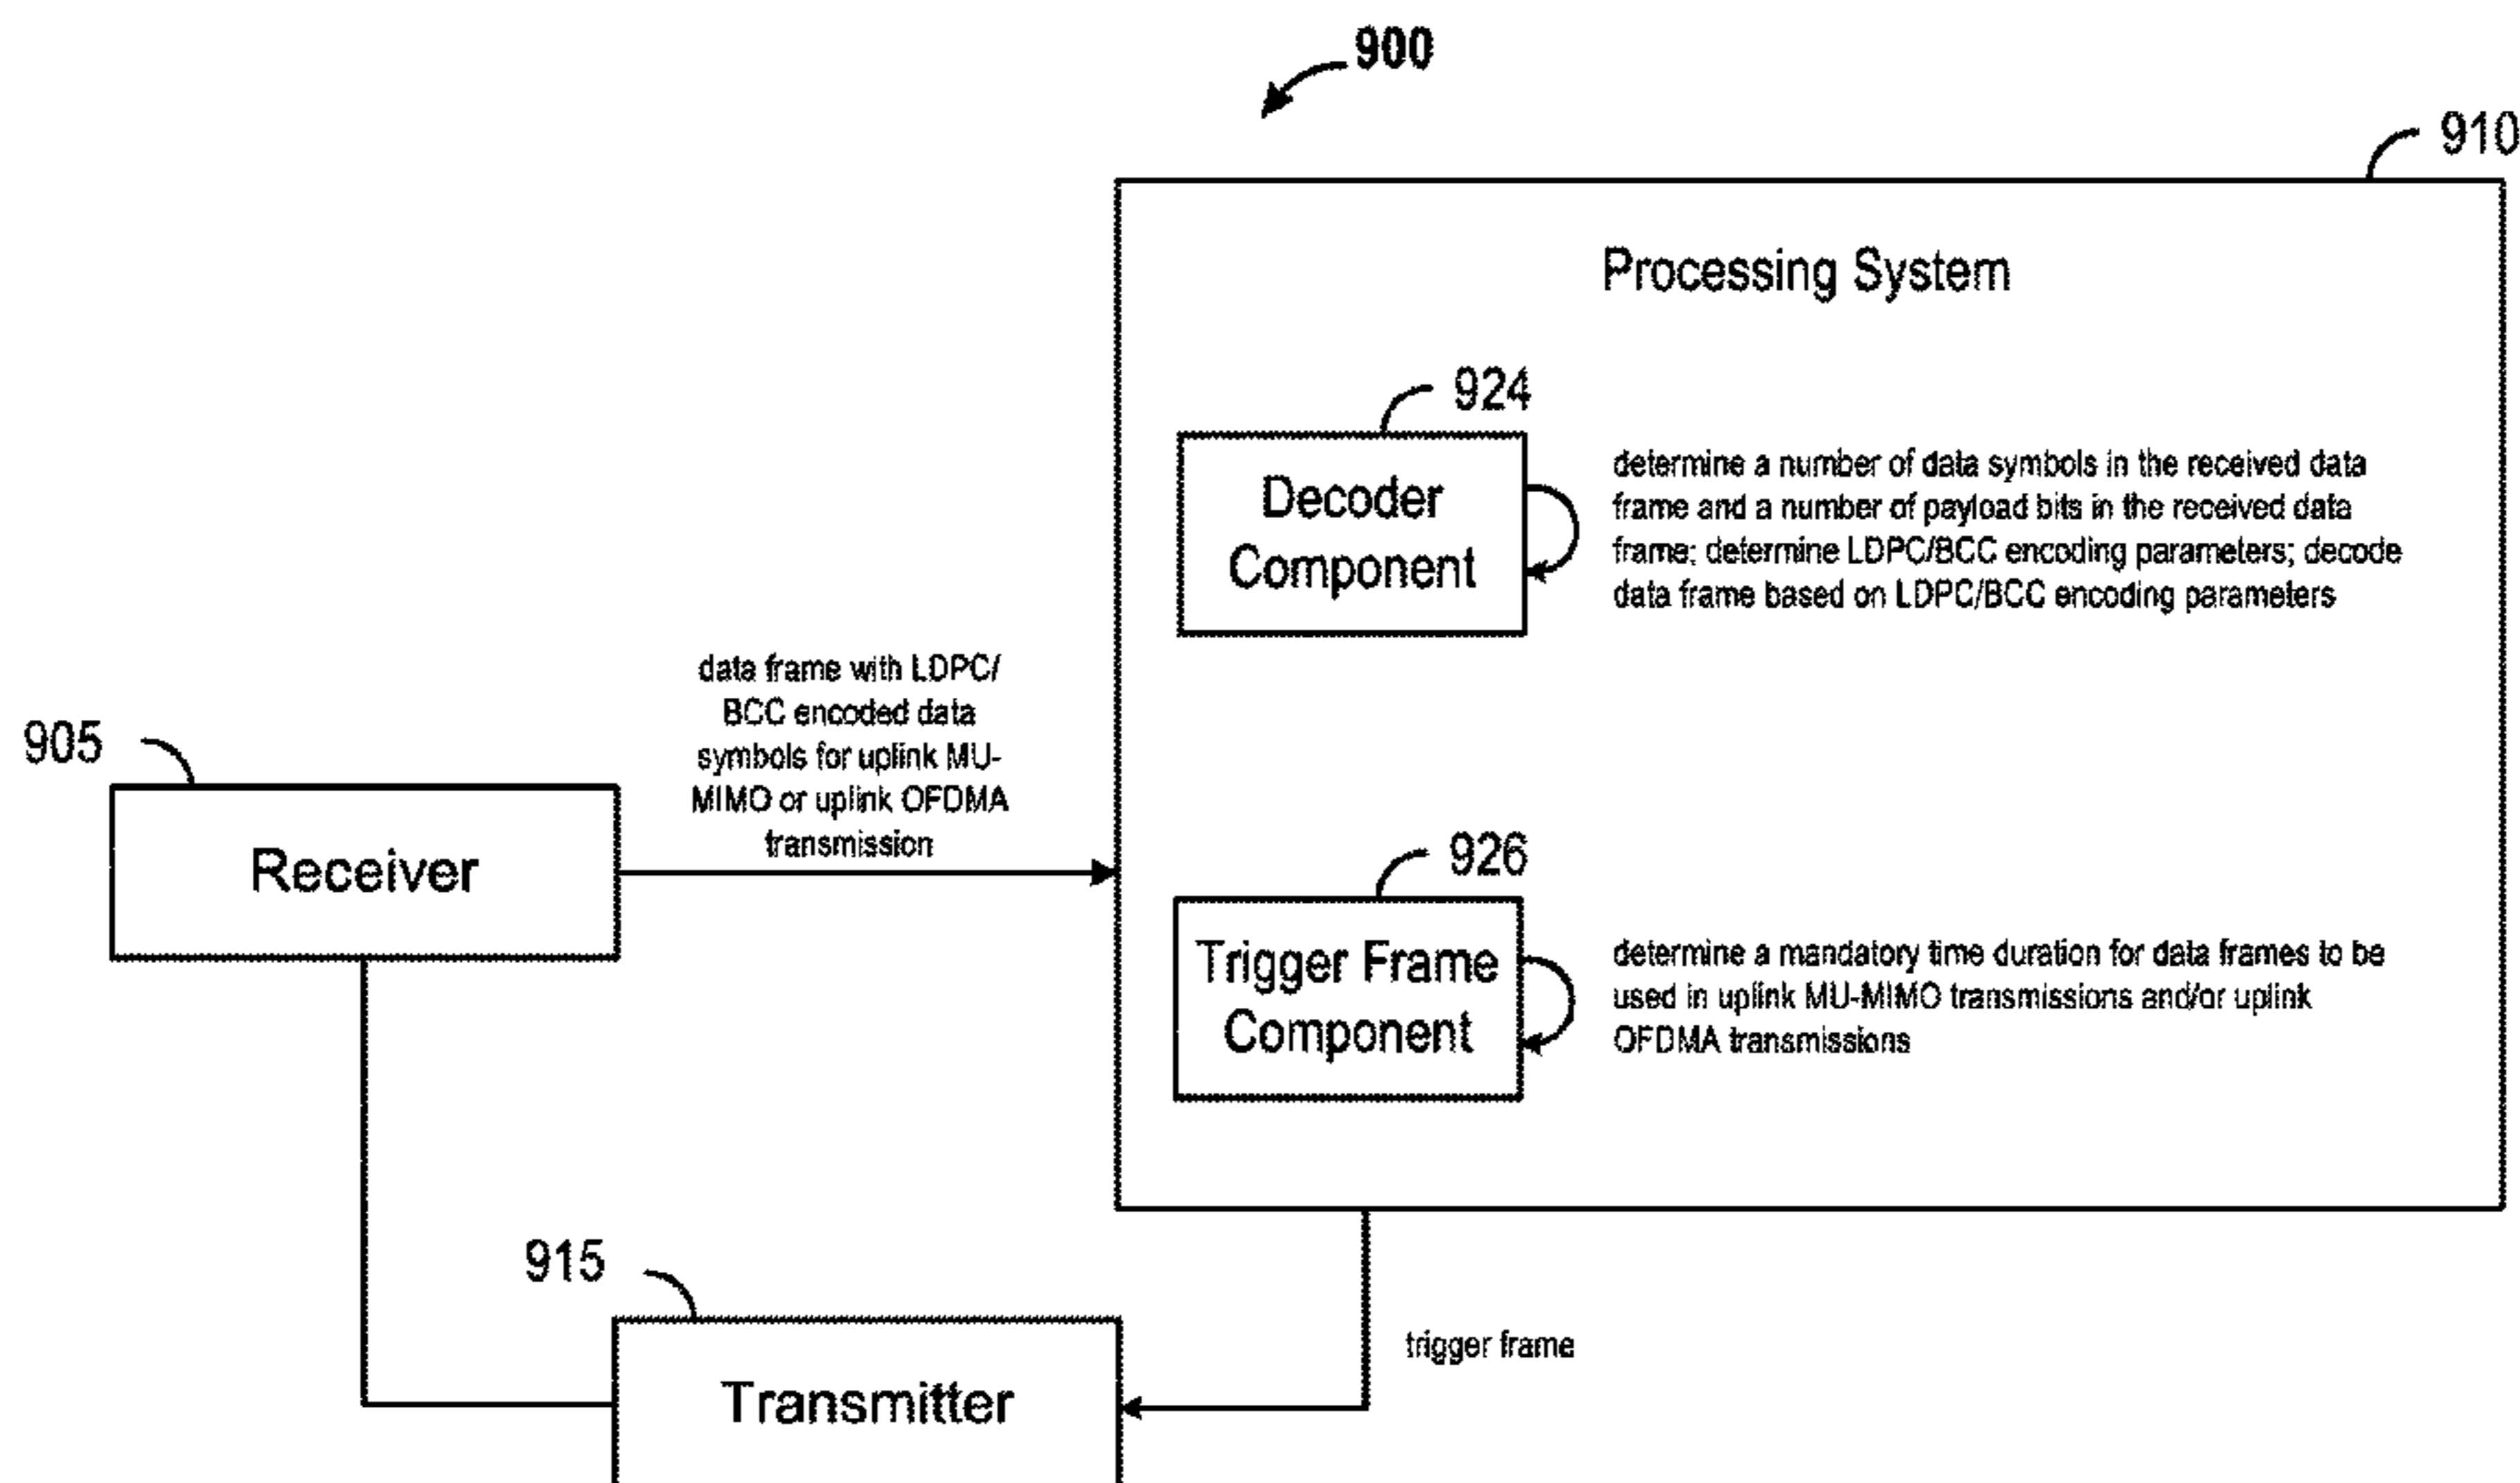 900
910
Processing System
924
Decoder
Component
determine a number of data symbols in the received data
frame and a number of payload bits in the received data
frame; determine LDPC/BCC encoding parameters; decode
data frame based on LDPC/BCC encoding parameters
data frame with LDPC/
BCC encoded data
symbols for uplink MU-
MIMO or uplink OFDMA
transmission
905
Receiver
926
Trigger Frame
Component
determine a mandatory time duration for data frames to be
used in uplink MU-MIMO transmissions and/or uplink
OFDMA transmissions
915
Transmitter
trigger frame